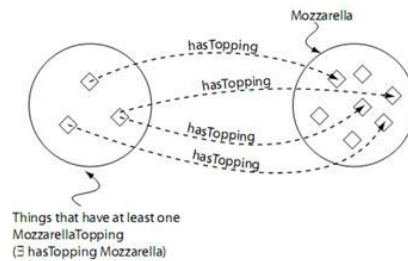 Mozzarella
hasTopping
hasTopping
hasTopping
hasTopping
Things that have at least one
MozzarellaTopping
(∃ hasTopping Mozzarella)